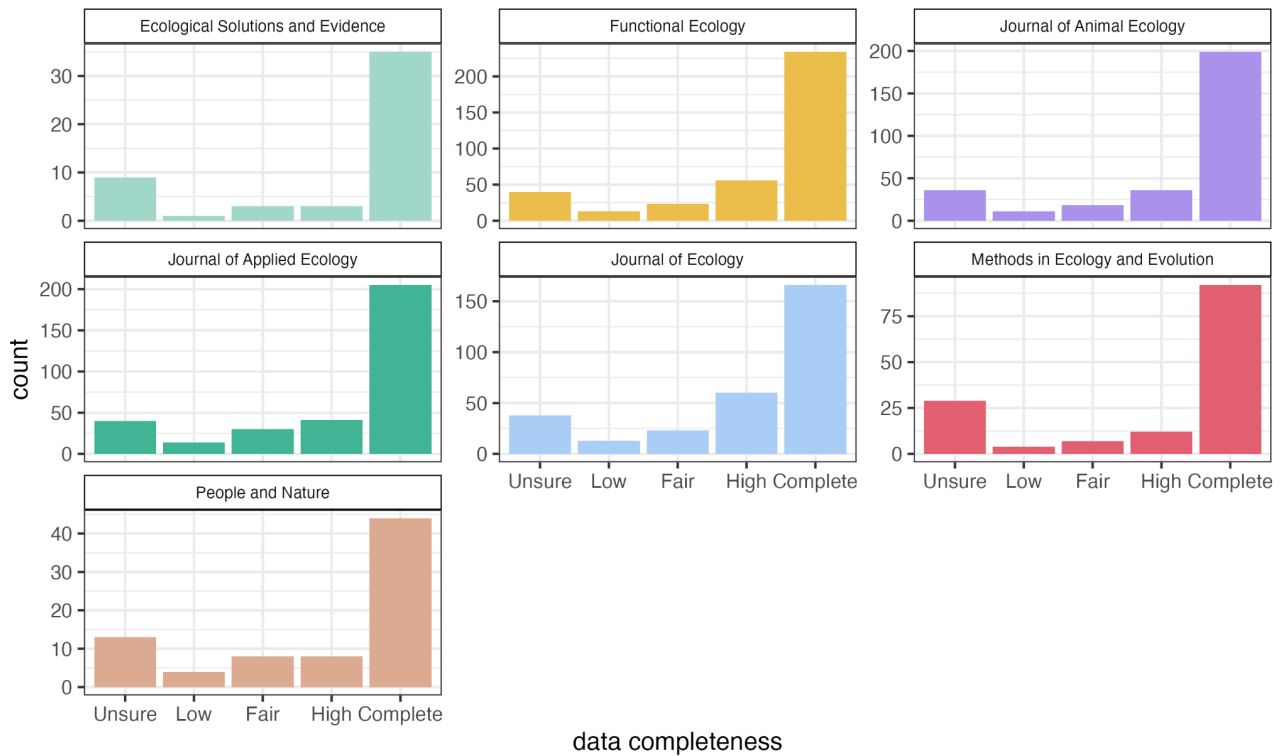 Ecological Solutions and Evidence
Functional Ecology
Journal of Animal Ecology
30
20
10
0
200
150
100
50
0
200
150
100
50
0
Journal of Applied Ecology
Journal of Ecology
Methods in Ecology and Evolution
200
150
100
50
0
150
100
50
0
75
50
25
0
Unsure Low Fair High Complete
Unsure Low Fair High Complete
People and Nature
40
30
20
10
0
Unsure Low Fair High Complete
count
data completeness